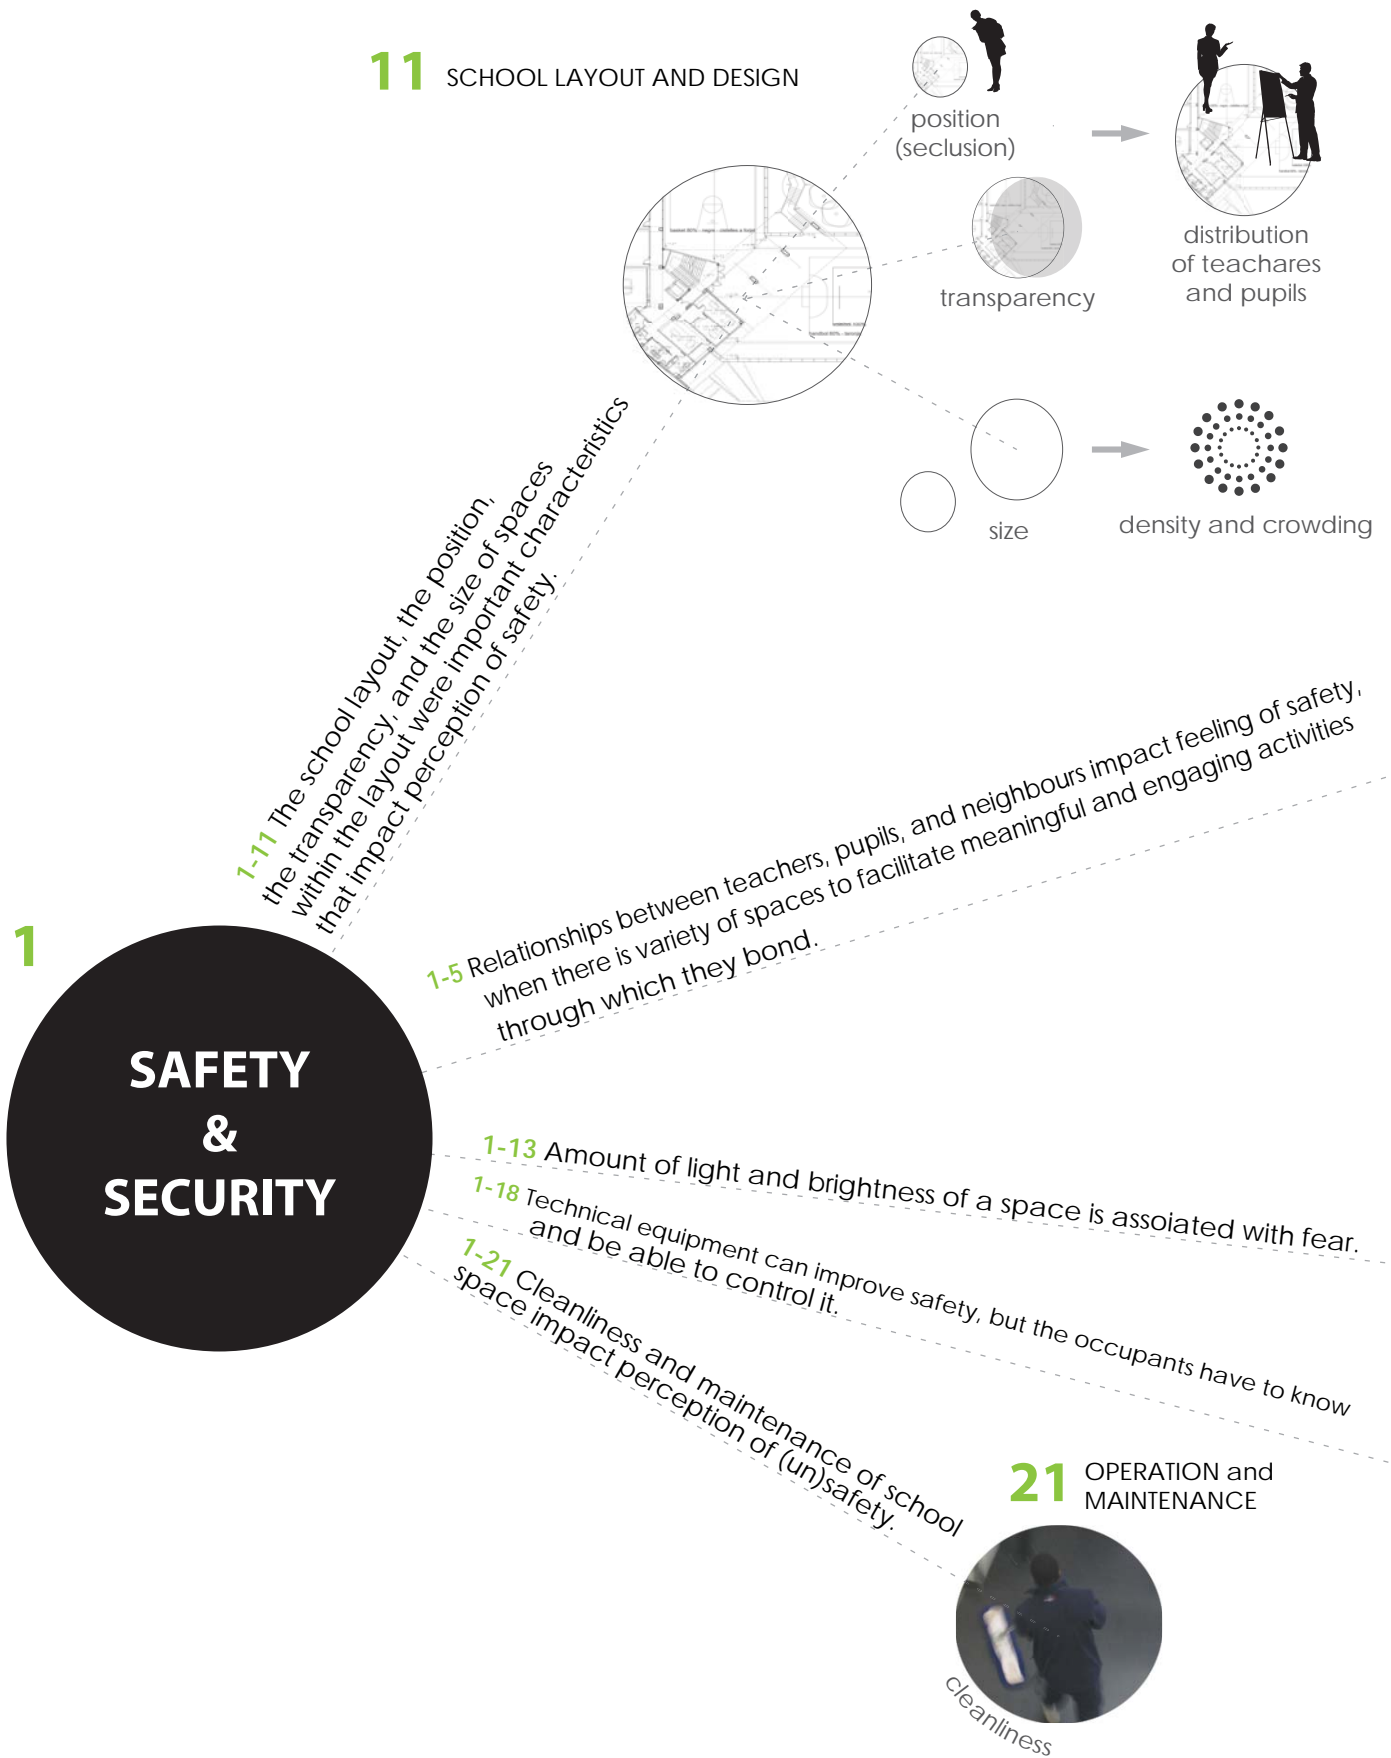 11 SCHOOL LAYOUT AND DESIGN
position
(seclusion)
distribution
of teachares
and pupils
transparency
size
density and crowding
1-11 The school layout, the position,
the transparency, and the size of spaces
within the layout were important characteristics
that impact perception of safety.
1-5 Relationships between teachers, pupils, and neighbours impact feeling of safety,
when there is variety of spaces to facilitate meaningful and engaging activities
through which they bond.
1
SAFETY
&
SECURITY
1-13 Amount of light and brightness of a space is assoiated with fear.
1-18 Technical equipment can improve safety, but the occupants have to know
and be able to control it.
1-21 Cleanliness and maintenance of school
space impact perception of (un)safety.
21 OPERATION and
MAINTENANCE
cleanliness